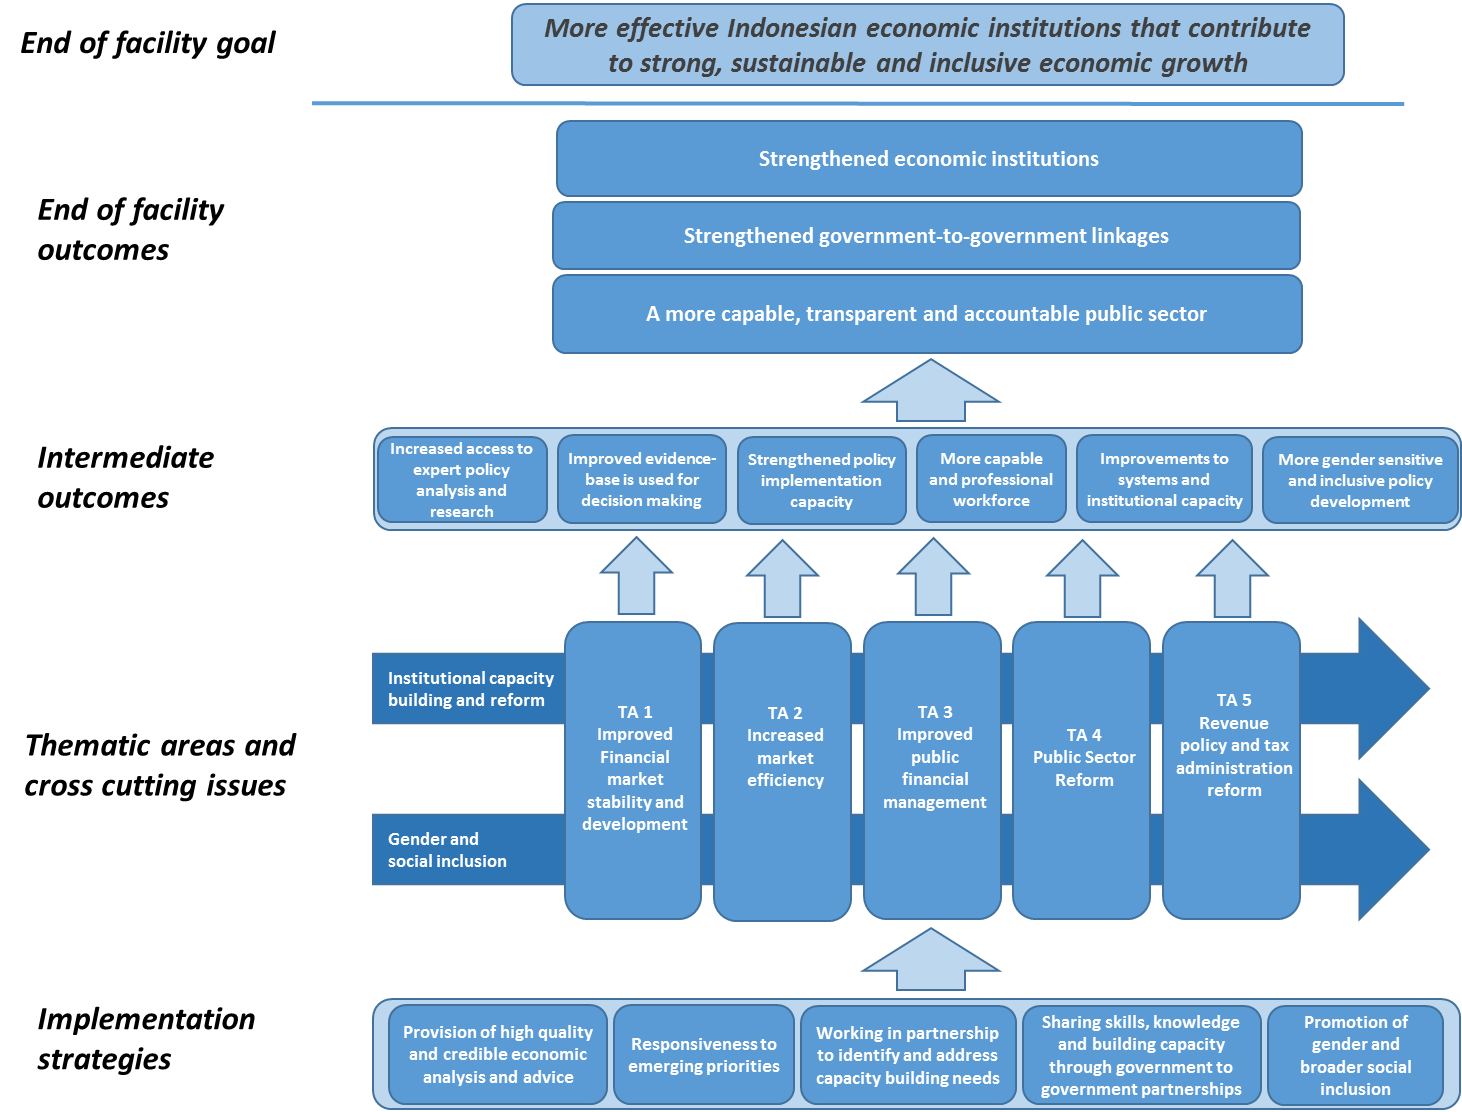 End of facility goal
More effective Indonesian economic institutions that contribute
to strong, sustainable and inclusive economic growth
End of facility
outcomes
Strengthened economic institutions
Strengthened government-to-government linkages
A more capable, transparent and accountable public sector
Intermediate
outcomes
Increased access to
expert policy
analysis and
research
Improved evidence-
base is used for
decision making
Strengthened policy
implementation
capacity
More capable
and professional
workforce
Improvements to
systems and
institutional capacity
More gender sensitive
and inclusive policy
development
Thematic areas and
cross cutting issues
Institutional capacity
building and reform
Gender and
social inclusion
TA 1
Improved
Financial
market
stability and
development
TA 2
Increased
market
efficiency
TA 3
Improved
public
financial
management
TA 4
Public Sector
Reform
TA 5
Revenue
policy and tax
administration
reform
Implementation
strategies
Provision of high quality
and credible economic
analysis and advice
Responsiveness to
emerging priorities
Working in partnership
to identify and address
capacity building needs
Sharing skills, knowledge
and building capacity
through government to
government partnerships
Promotion of
gender and
broader social
inclusion